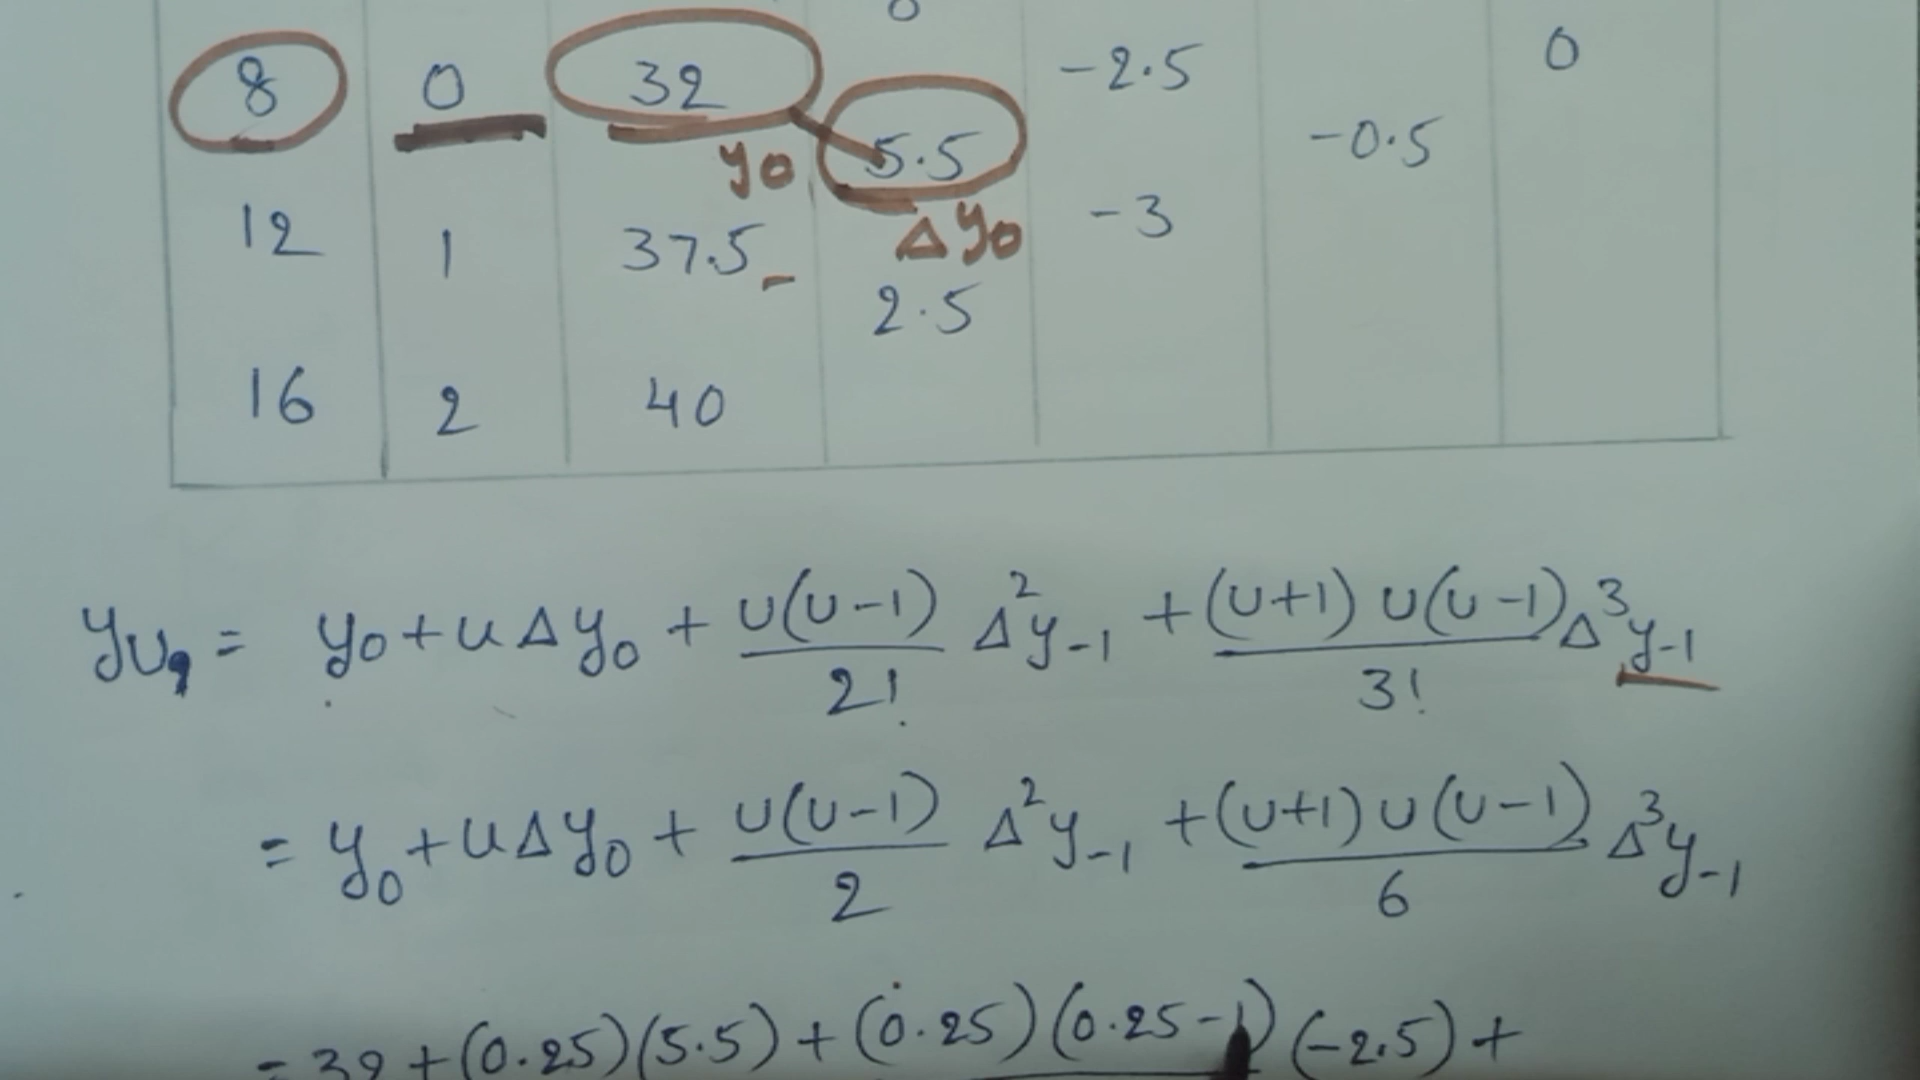 8
8 0 32 -2.5 0
y0 5.5 -0.5
12 1 37.5 Δy0 -3
2.5
16 2 40
yu, = y0 + uΔy0 + U(U-1)/2! Δ²y-1 + (U+1)U(U-1)/3! Δ³y-1
= y0 + uΔy0 + U(U-1)/2 Δ²y-1 + (U+1)U(U-1)/6 Δ³y-1
= 32 + (0.25)(5.5) + (0.25)(0.25-1)(-2.5) +